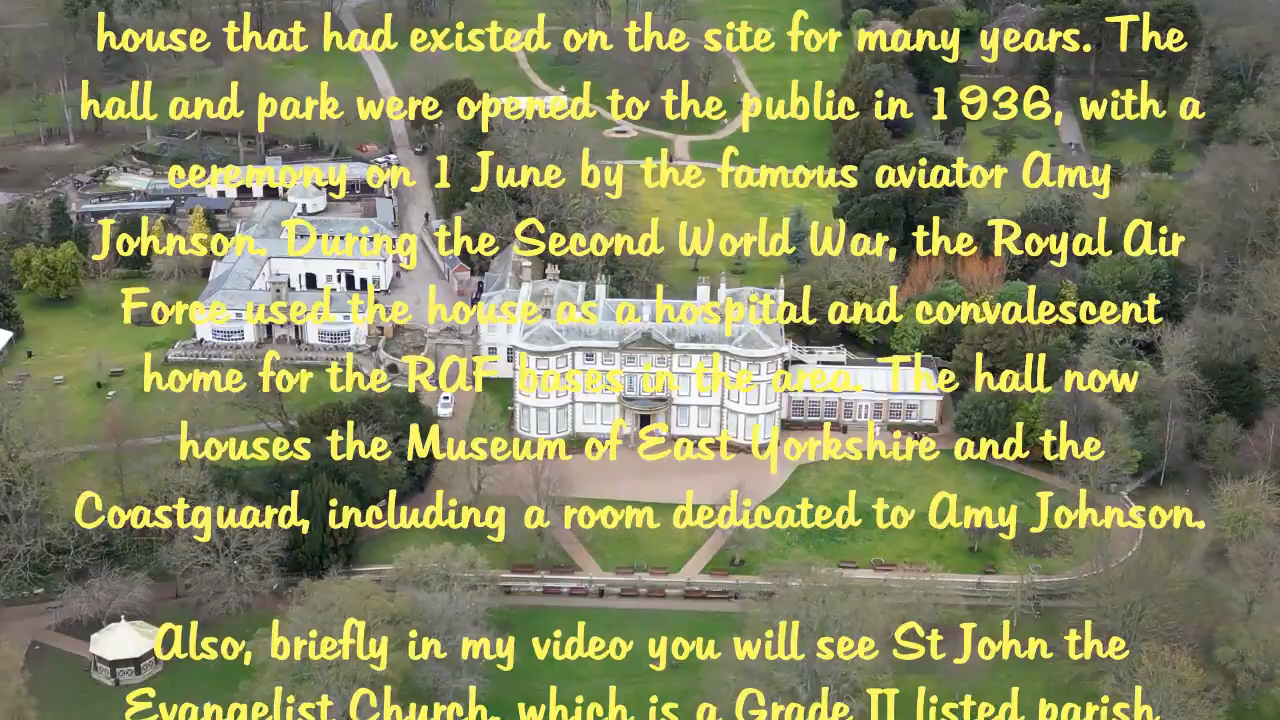 house that had existed on the site for many years. The
hall and park were opened to the public in 1936, with a
ceremony on 1 June by the famous aviator Amy
Johnson. During the Second World War, the Royal Air
Force used the house as a hospital and convalescent
home for the RAF bases in the area. The hall now
houses the Museum of East Yorkshire and the
Coastguard, including a room dedicated to Amy Johnson.
Also, briefly in my video you will see St John the
Evangelist Church, which is a Grade II listed parish